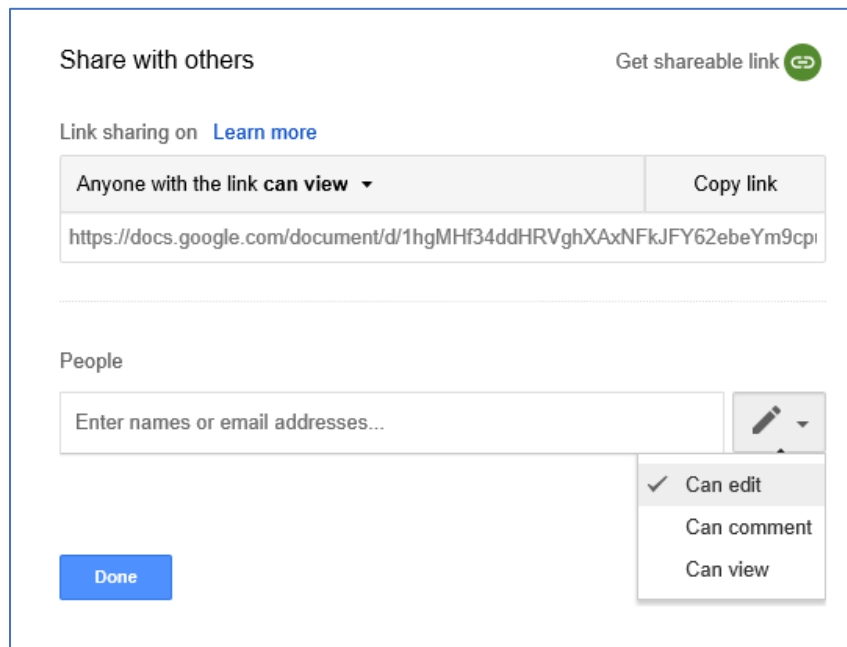 Share with others
Get shareable link
Link sharing on Learn more
Anyone with the link can view
Copy link
https://docs.google.com/document/d/1hgMHf34ddHRVghXAxNFkJFY62ebeYm9cp
People
Enter names or email addresses...
Can edit
Can comment
Can view
Done